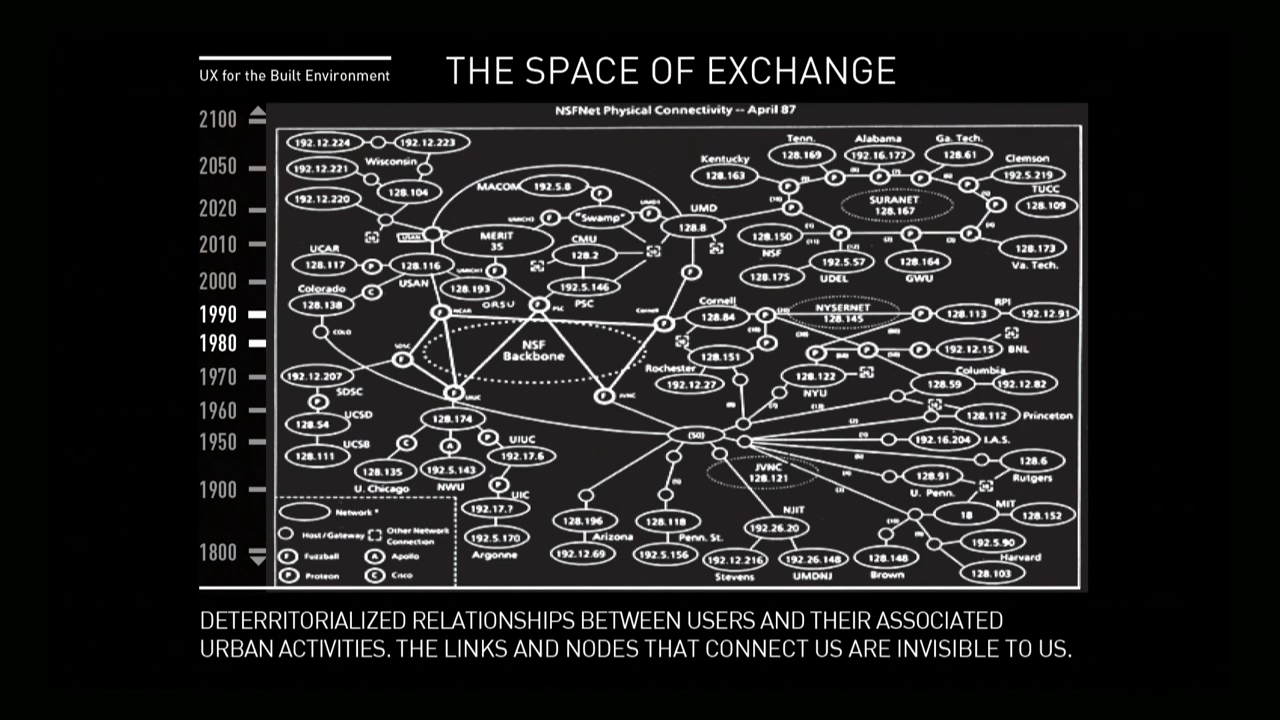 UX for the Built Environment
THE SPACE OF EXCHANGE
2100
2050
2020
2010
2000
1990
1980
1970
1960
1950
1900
1800
NSFNet Physical Connectivity -- April 87
192.12.224
192.12.223
192.12.221
Wisconsin
192.12.220
128.104
UCAR
128.117
128.116
USAN
Colorado
128.138
MACOM
192.5.8
"Swamp"
MERIT
35
CMU
128.2
128.193
ORSU
192.5.146
PSC
UMD
128.8
Kentucky
128.163
Tenn.
128.169
Alabama
192.16.177
Ga. Tech.
128.61
Clemson
192.5.219
TUCC
128.109
SURANET
128.167
128.150
NSF
128.175
192.5.57
UDEL
128.164
GWU
128.173
Va. Tech.
NSF
Backbone
Cornell
128.84
NYSERNET
128.145
RPI
128.113
192.12.91
128.151
Rochester
192.12.27
192.12.15
BNL
128.122
NYU
Columbia
128.59
192.12.82
128.112
Princeton
192.16.204
I.A.S.
128.6
Rutgers
128.91
U. Penn.
MIT
18
128.152
192.5.90
Harvard
128.103
128.148
Brown
JVNC
128.121
NJIT
192.26.20
192.12.216
Stevens
192.26.148
UMDNJ
(50)
128.196
Arizona
192.12.69
128.118
Penn. St.
192.5.156
192.12.207
SDSC
UCSD
128.54
UCSB
128.111
128.174
128.135
U. Chicago
192.5.143
NWU
UIUC
192.17.6
UIC
192.17.7
192.5.170
Argonne
Network *
Host/Gateway
Other Network
Connection
F Fuzzball
A Apollo
P Proteon
C Cisco
DETERRITORIALIZED RELATIONSHIPS BETWEEN USERS AND THEIR ASSOCIATED
URBAN ACTIVITIES. THE LINKS AND NODES THAT CONNECT US ARE INVISIBLE TO US.